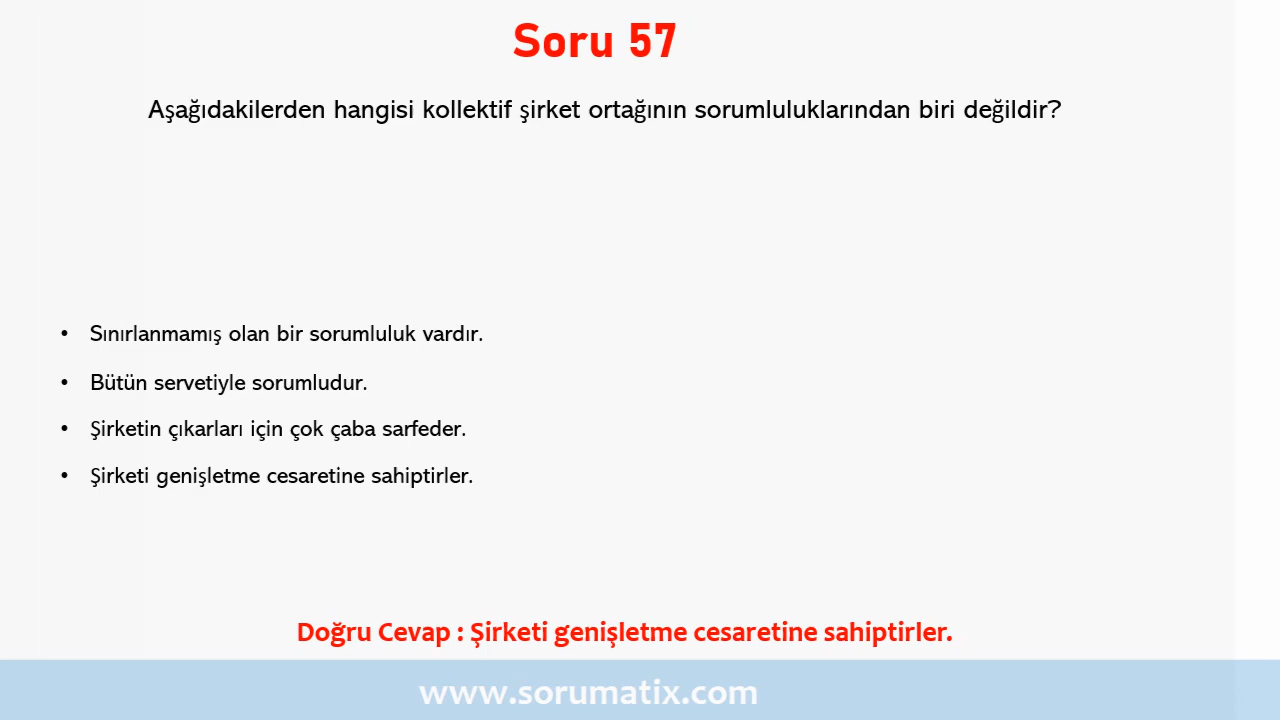 Soru 57
Aşağıdakilerden hangisi kollektif şirket ortağının sorumluluklarından biri değildir?
• Sınırlanmamış olan bir sorumluluk vardır.
• Bütün servetiyle sorumludur.
• Şirketin çıkarları için çok çaba sarfeder.
• Şirketi genişletme cesaretine sahiptirler.
Doğru Cevap : Şirketi genişletme cesaretine sahiptirler.
www.sorumatix.com